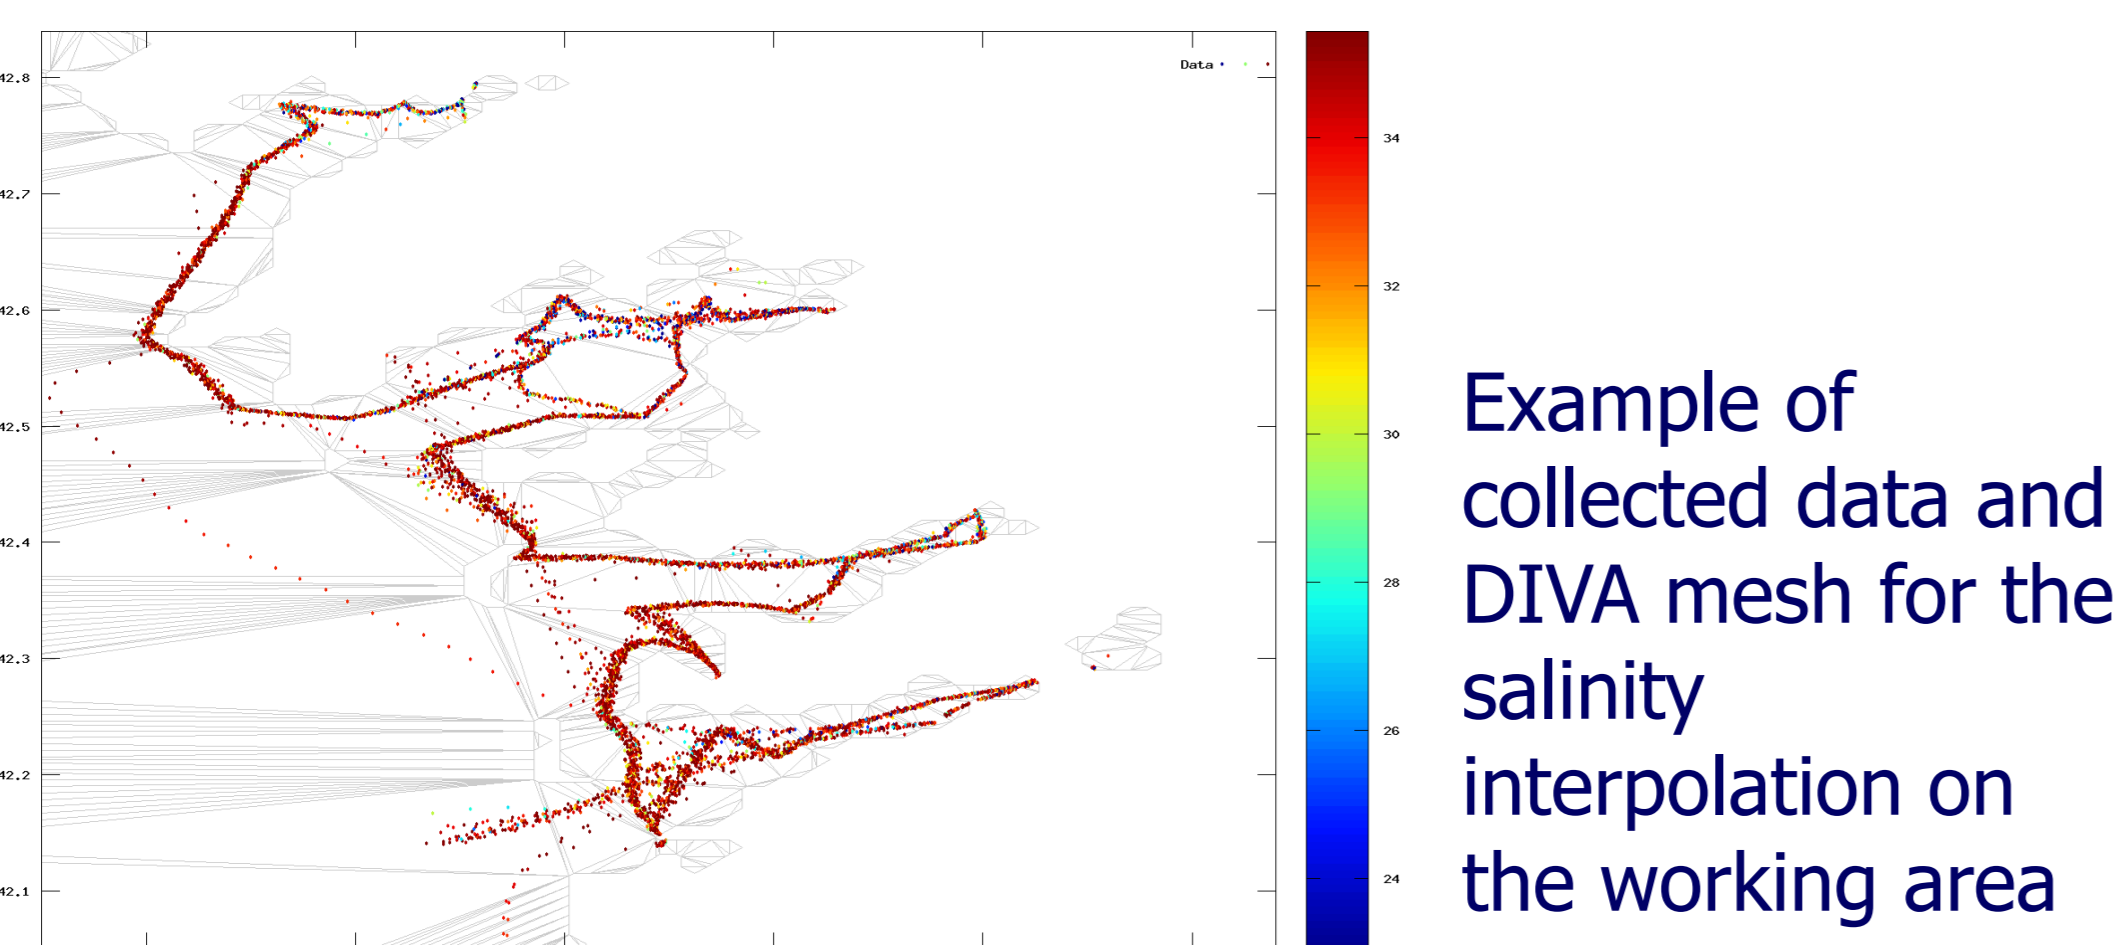 42.8
42.7
42.6
42.5
42.4
42.3
42.2
42.1
Data
34
32
30
28
26
24
Example of
collected data and
DIVA mesh for the
salinity
interpolation on
the working area